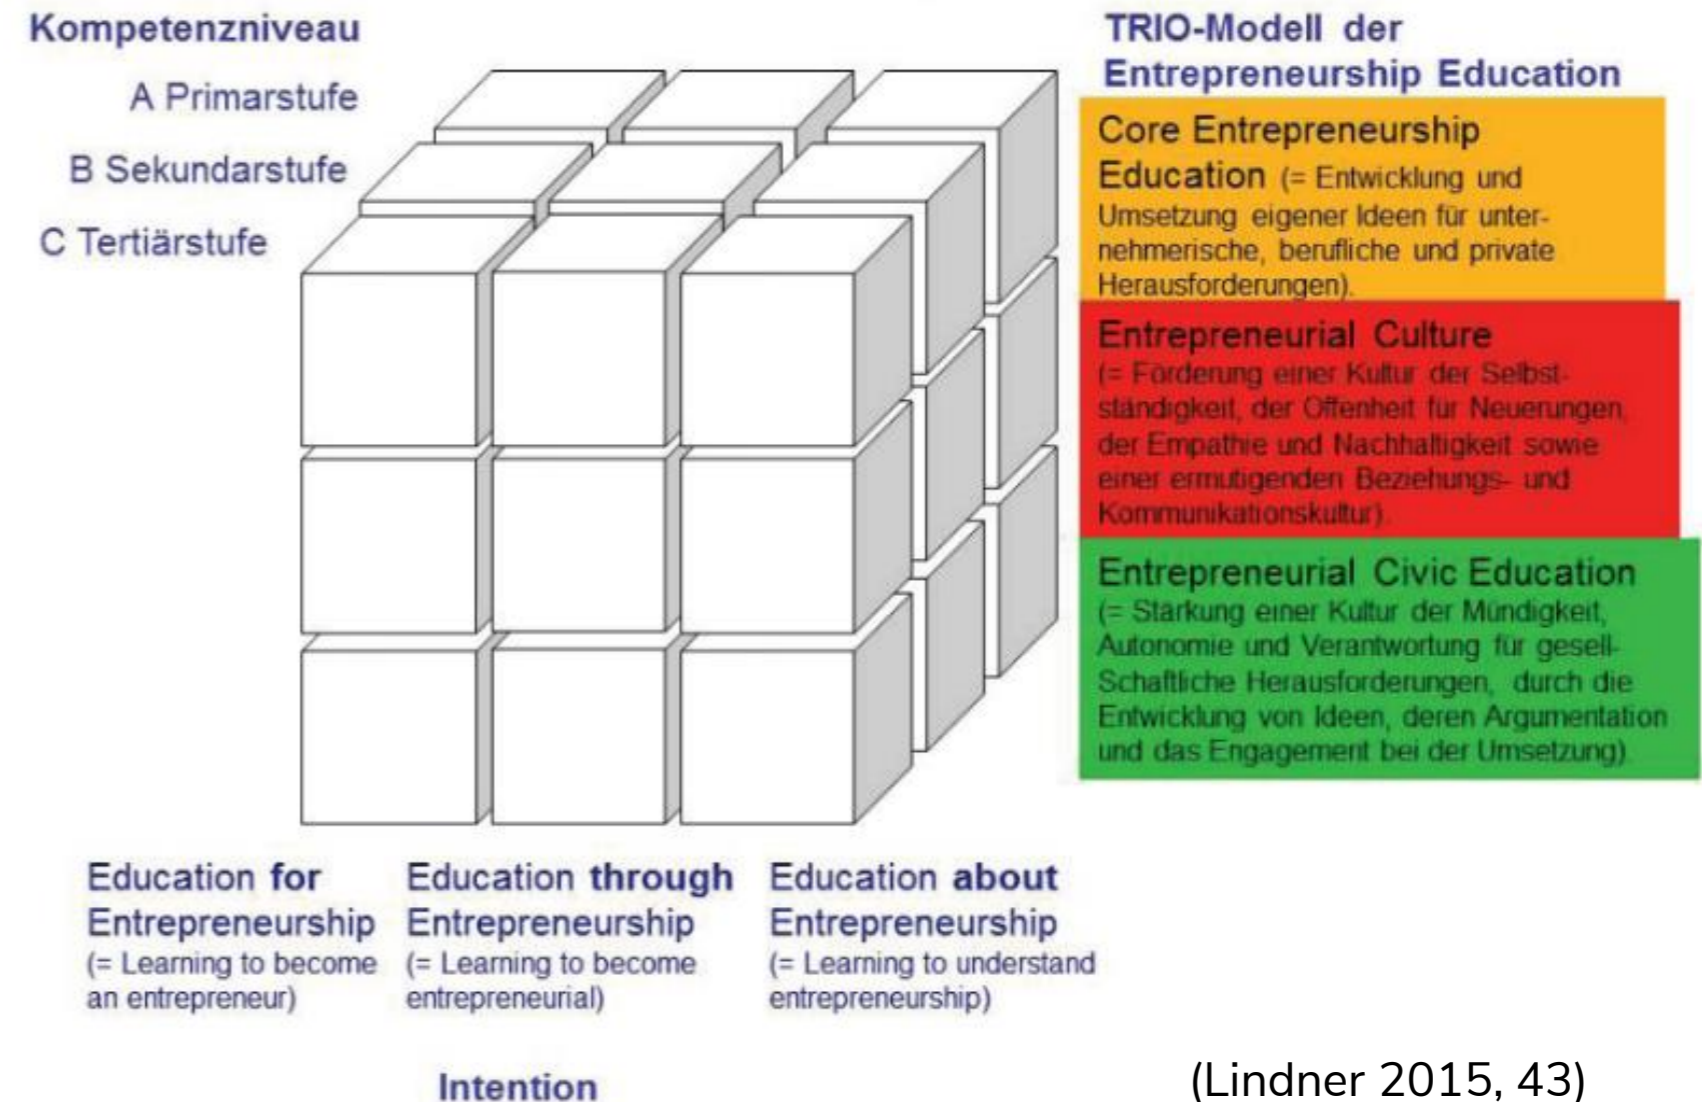 Kompetenzniveau
A Primarstufe
B Sekundarstufe
C Tertiärstufe
TRIO-Modell der
Entrepreneurship Education
Core Entrepreneurship
Education (= Entwicklung und
Umsetzung eigener Ideen für unter-
nehmerische, berufliche und private
Herausforderungen).
Entrepreneurial Culture
(= Förderung einer Kultur der Selbst-
ständigkeit, der Offenheit für Neuerungen,
der Empathie und Nachhaltigkeit sowie
einer ermutigenden Beziehungs- und
Kommunikationskultur).
Entrepreneurial Civic Education
(= Stärkung einer Kultur der Mündigkeit,
Autonomie und Verantwortung für gesell-
Schaftliche Herausforderungen, durch die
Entwicklung von Ideen, deren Argumentation
und das Engagement bei der Umsetzung).
Education for
Entrepreneurship
(= Learning to become
an entrepreneur)
Education through
Entrepreneurship
(= Learning to become
entrepreneurial)
Education about
Entrepreneurship
(= Learning to understand
entrepreneurship)
Intention
(Lindner 2015, 43)